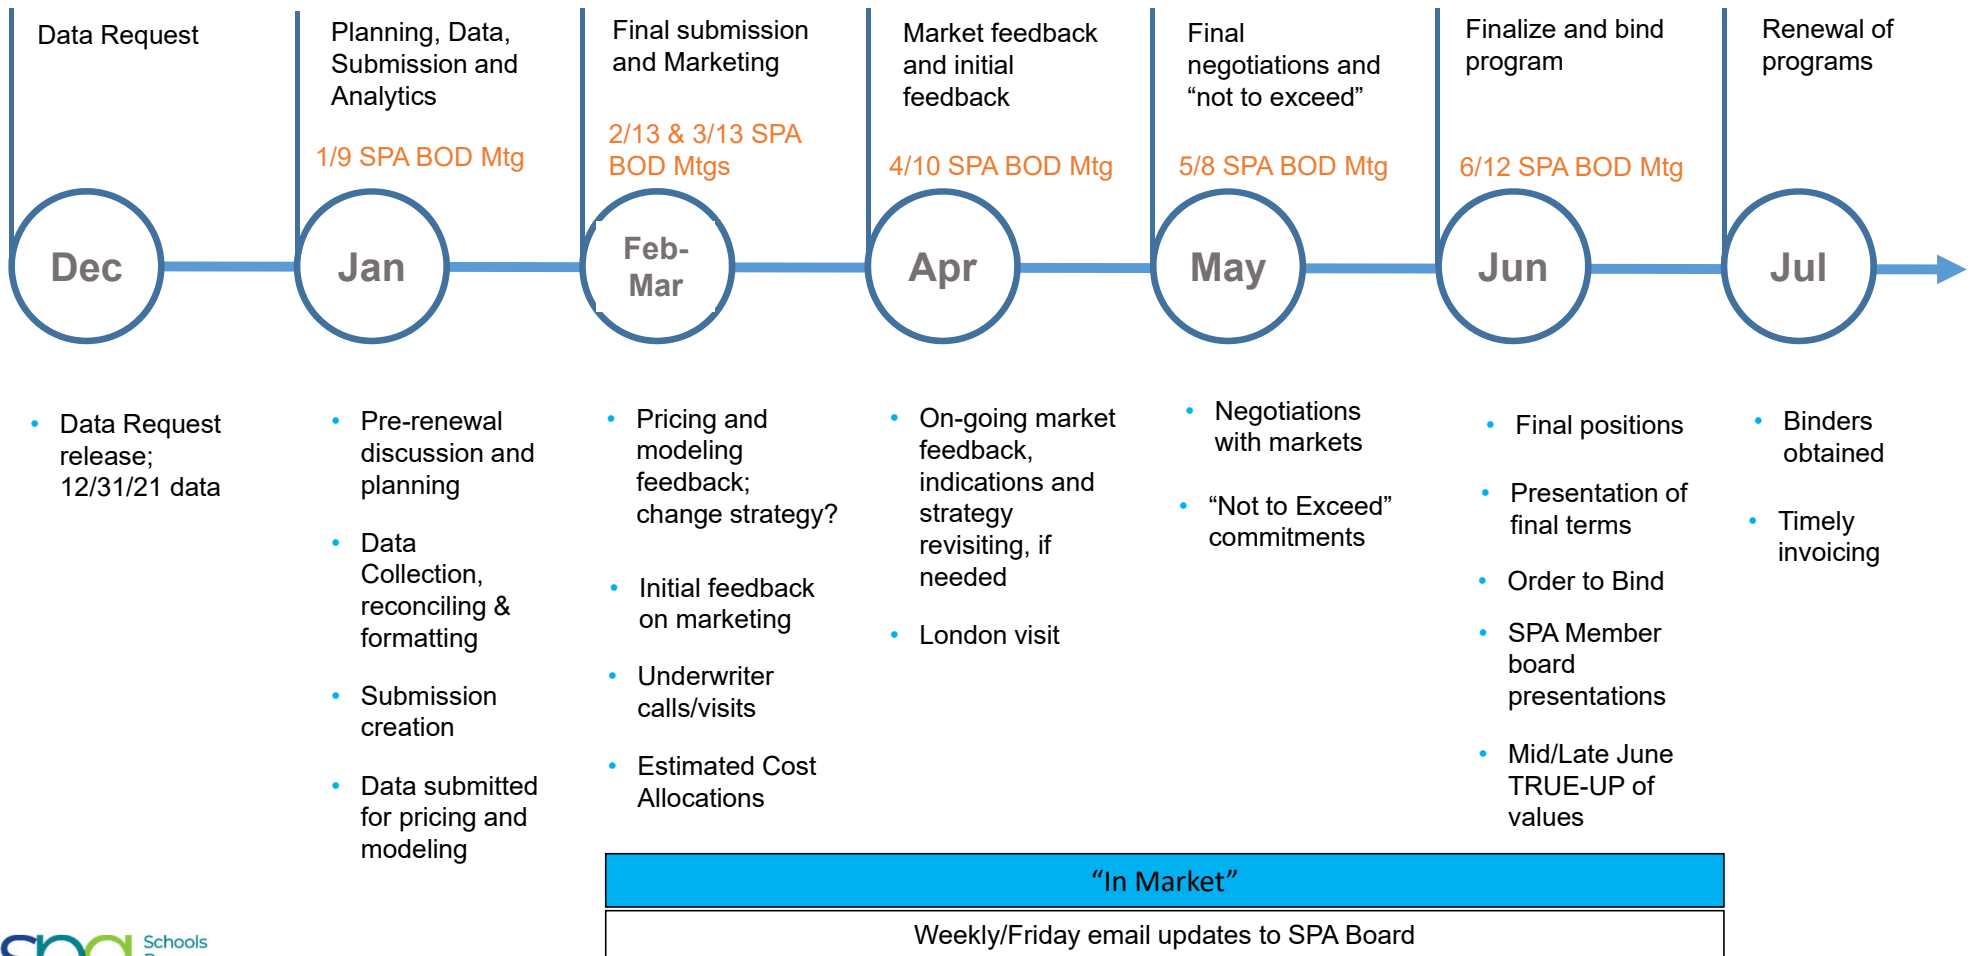 Data Request
Planning, Data,
Submission and
Analytics
1/9 SPA BOD Mtg
Final submission
and Marketing
2/13 & 3/13 SPA
BOD Mtgs
Market feedback
and initial
feedback
4/10 SPA BOD Mtg
Final
negotiations and
“not to exceed”
5/8 SPA BOD Mtg
Finalize and bind
program
6/12 SPA BOD Mtg
Renewal of
programs
Dec
Jan
Feb-
Mar
Apr
May
Jun
Jul
• Data Request
release;
12/31/21 data
• Pre-renewal
discussion and
planning
• Data
Collection,
reconciling &
formatting
• Submission
creation
• Data submitted
for pricing and
modeling
• Pricing and
modeling
feedback;
change strategy?
• Initial feedback
on marketing
• Underwriter
calls/visits
• Estimated Cost
Allocations
• On-going market
feedback,
indications and
strategy
revisiting, if
needed
• London visit
• Negotiations
with markets
• “Not to Exceed”
commitments
• Final positions
• Presentation of
final terms
• Order to Bind
• SPA Member
board
presentations
• Mid/Late June
TRUE-UP of
values
• Binders
obtained
• Timely
invoicing
“In Market”
Weekly/Friday email updates to SPA Board
spa
Schools